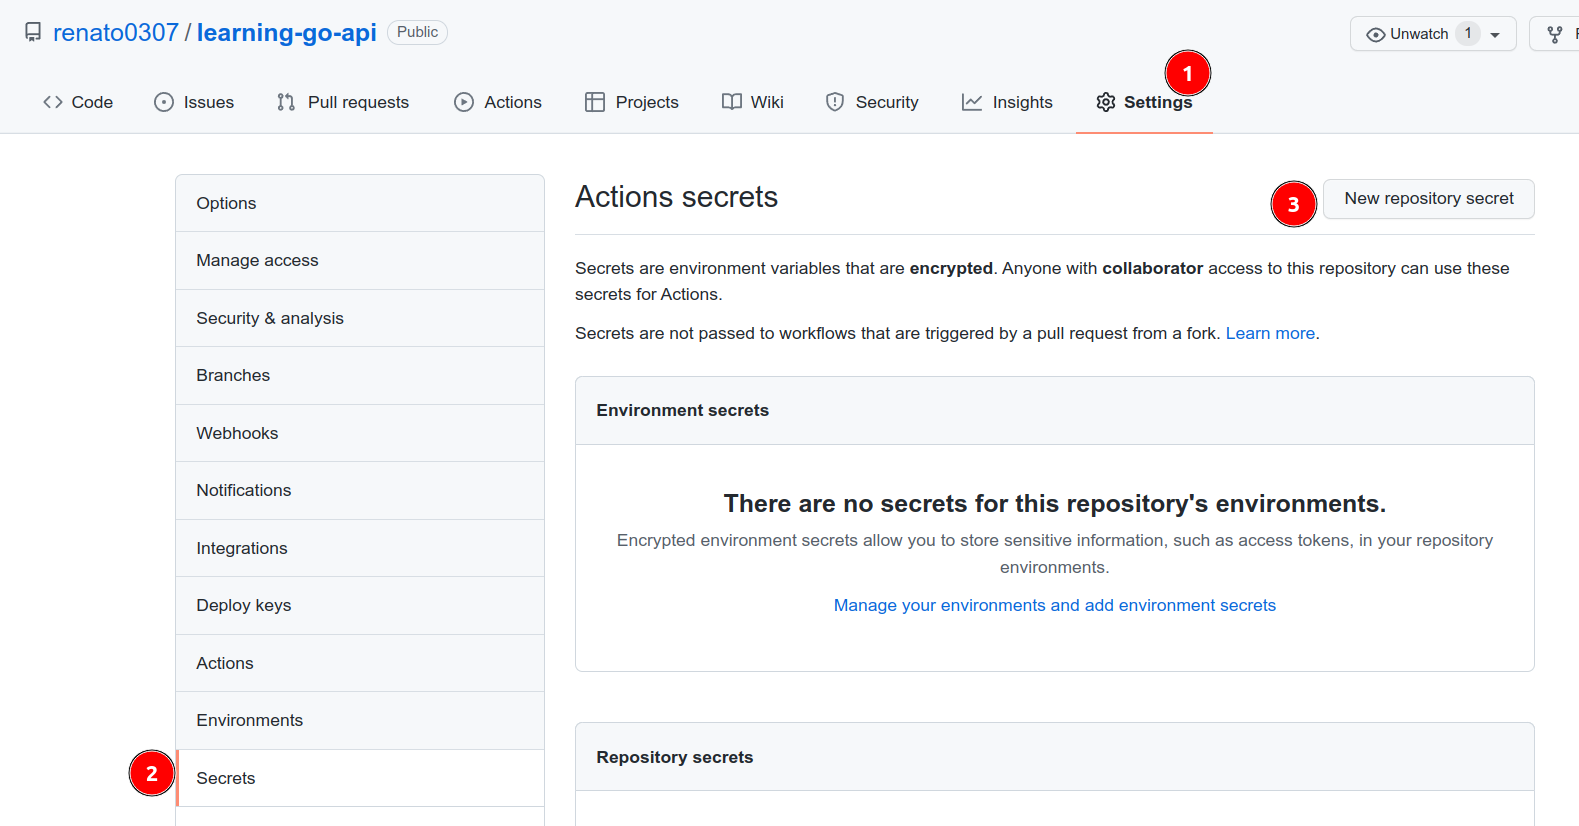 renato0307 / learning-go-api Public
Unwatch 1
Code Issues Pull requests Actions Projects Wiki Security Insights Settings
1
Options
Manage access
Security & analysis
Branches
Webhooks
Notifications
Integrations
Deploy keys
Actions
Environments
2
Secrets
Actions secrets
3
New repository secret
Secrets are environment variables that are encrypted. Anyone with collaborator access to this repository can use these
secrets for Actions.
Secrets are not passed to workflows that are triggered by a pull request from a fork. Learn more.
Environment secrets
There are no secrets for this repository's environments.
Encrypted environment secrets allow you to store sensitive information, such as access tokens, in your repository
environments.
Manage your environments and add environment secrets
Repository secrets